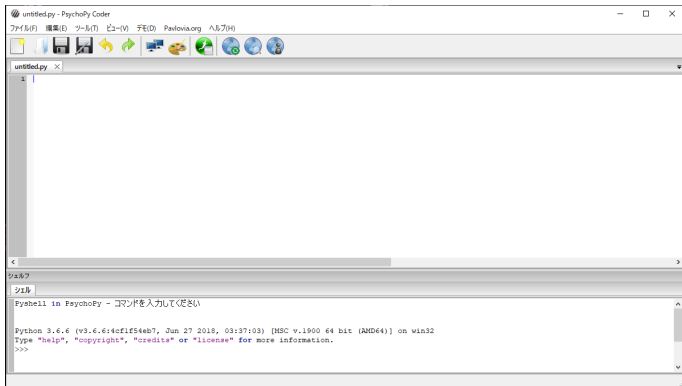 untitled.py - PsychoPy Coder
ファイル(F) 編集(E) ツール(T) ビュー(V) デモ(D) Pavlovia.org ヘルプ(H)
untitled.py
1
シェルフ
シェル
Pyshell in PsychoPy - コマンドを入力してください
Python 3.6.6 (v3.6.6:4cf1f54eb7, Jun 27 2018, 03:37:03) [MSC v.1900 64 bit (AMD64)] on win32
Type "help", "copyright", "credits" or "license" for more information.
>>>